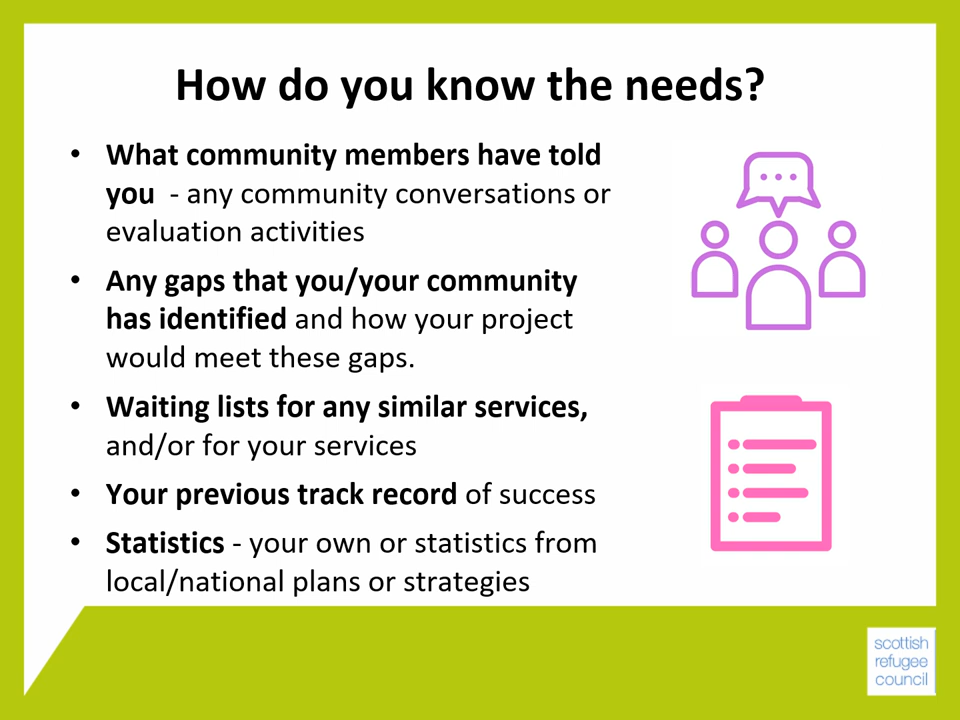 How do you know the needs?
• What community members have told
you - any community conversations or
evaluation activities
• Any gaps that you/your community
has identified and how your project
would meet these gaps.
• Waiting lists for any similar services,
and/or for your services
• Your previous track record of success
• Statistics - your own or statistics from
local/national plans or strategies
scottish
refugee
council